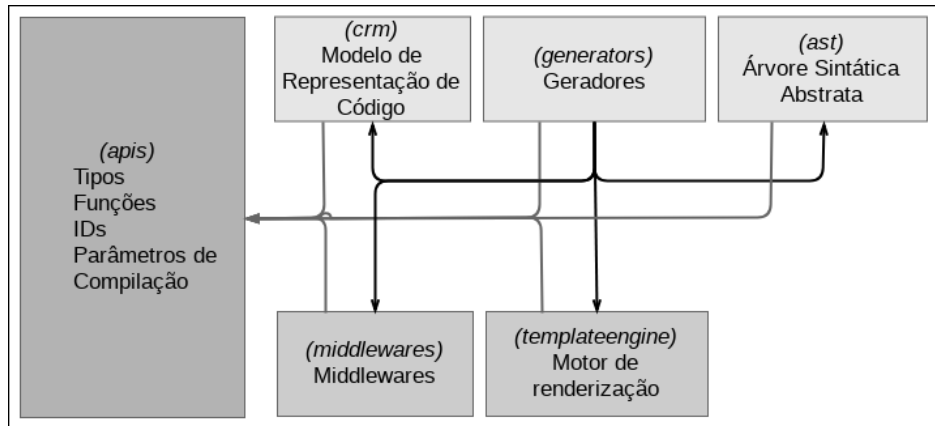 (apis)
Tipos
Funções
IDs
Parâmetros de
Compilação
(crm)
Modelo de
Representação de
Código
(generators)
Geradores
(ast)
Árvore Sintática
Abstrata
(middlewares)
Middlewares
(templateengine)
Motor de
renderização